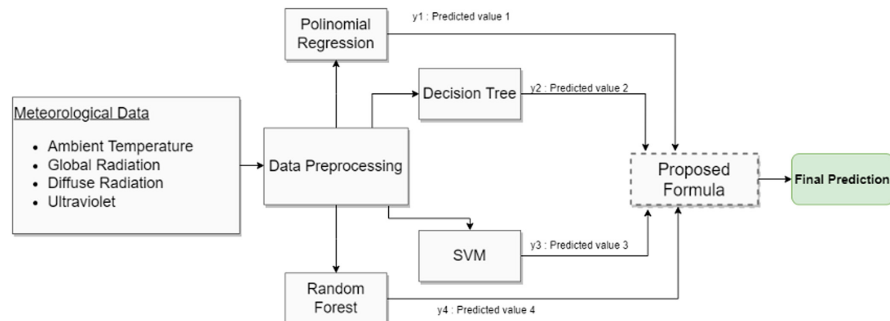 y1 : Predicted value 1
Polinomial
Regression
Decision Tree
y2 : Predicted value 2
Meteorological Data
• Ambient Temperature
• Global Radiation
• Diffuse Radiation
• Ultraviolet
Data Preprocessing
Proposed
Formula
Final Prediction
SVM
y3 : Predicted value 3
Random
Forest
y4 : Predicted value 4